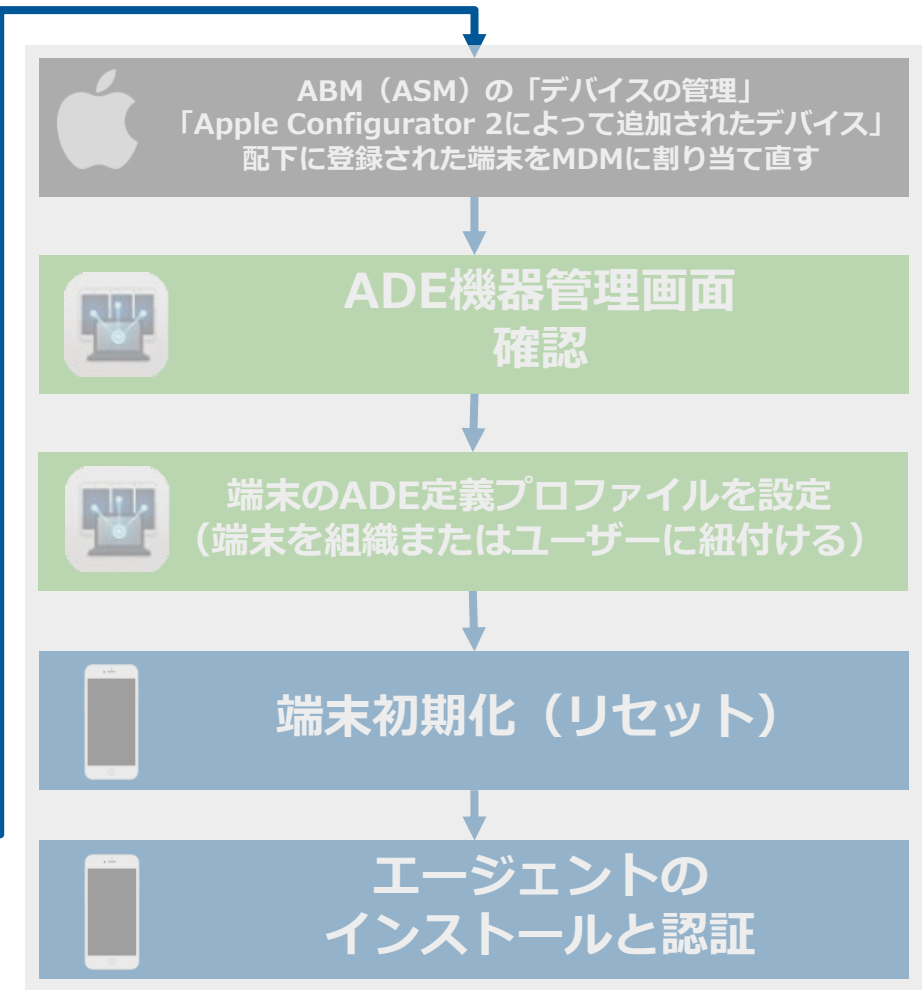 ABM（ASM）の「デバイスの管理」
「Apple Configurator 2によって追加されたデバイス」
配下に登録された端末をMDMに割り当て直す
ADE機器管理画面
確認
端末のADE定義プロファイルを設定
（端末を組織またはユーザーに紐付ける）
端末初期化（リセット）
エージェントの
インストールと認証